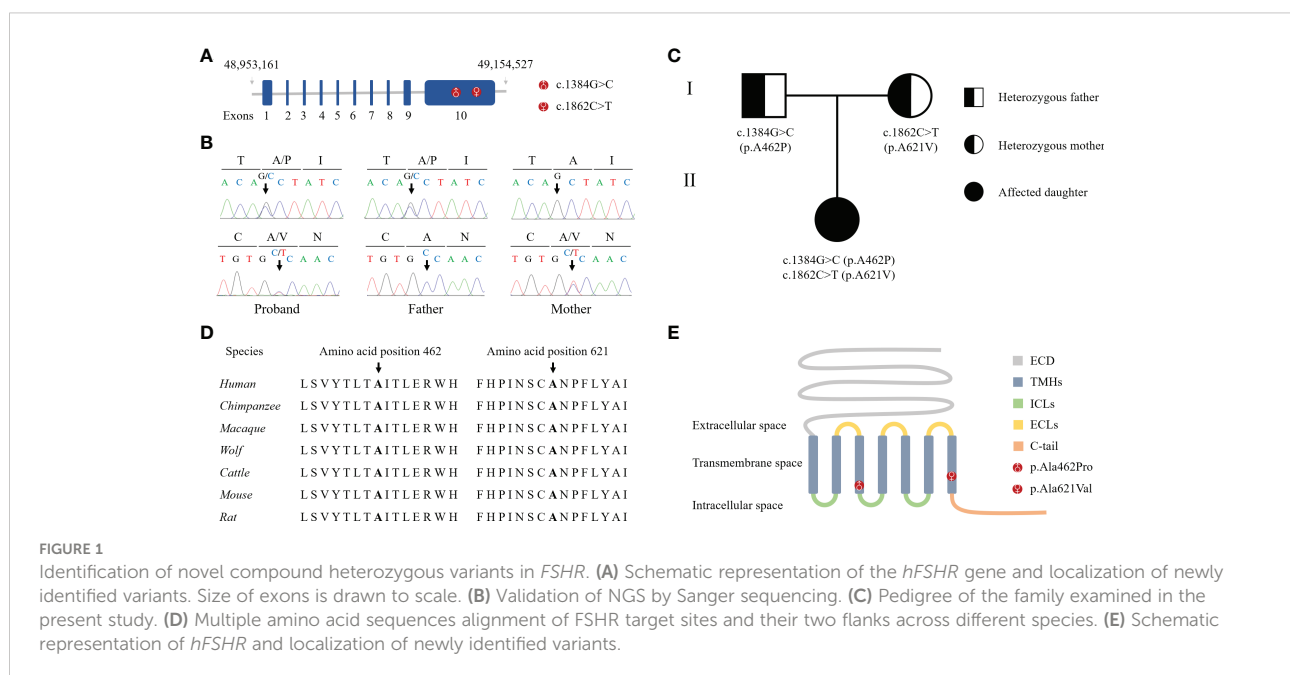 A
48,953,161
49,154,527
c.1384G>C
c.1862C>T
Exons 1 2 3 4 5 6 7 8 9 10
B
T A/P I
A C A G/C C T A T C
C A/V N
T G T G C/T C A A C
Proband
T A/P I
A C A G/C C T A T C
C A N
T G T G C C A A C
Father
T A I
A C A G C T A T C
C A/V N
T G T G C/T C A A C
Mother
C
I
c.1384G>C
(p.A462P)
c.1862C>T
(p.A621V)
II
c.1384G>C (p.A462P)
c.1862C>T (p.A621V)
Heterozygous father
Heterozygous mother
Affected daughter
D
Species Amino acid position 462 Amino acid position 621
Human LSVYTLTAITLERWH FHPINSCANPFLYAI
Chimpanzee LSVYTLTAITLERWH FHPINSCANPFLYAI
Macaque LSVYTLTAITLERWH FHPINSCANPFLYAI
Wolf LSVYTLTAITLERWH FHPINSCANPFLYAI
Cattle LSVYTLTAITLERWH FHPINSCANPFLYAI
Mouse LSVYTLTAITLERWH FHPINSCANPFLYAI
Rat LSVYTLTAITLERWH FHPINSCANPFLYAI
E
Extracellular space
Transmembrane space
Intracellular space
ECD
TMHs
ICLs
ECLs
C-tail
p.Ala462Pro
p.Ala621Val
FIGURE 1
Identification of novel compound heterozygous variants in FSHR. (A) Schematic representation of the hFSHR gene and localization of newly
identified variants. Size of exons is drawn to scale. (B) Validation of NGS by Sanger sequencing. (C) Pedigree of the family examined in the
present study. (D) Multiple amino acid sequences alignment of FSHR target sites and their two flanks across different species. (E) Schematic
representation of hFSHR and localization of newly identified variants.